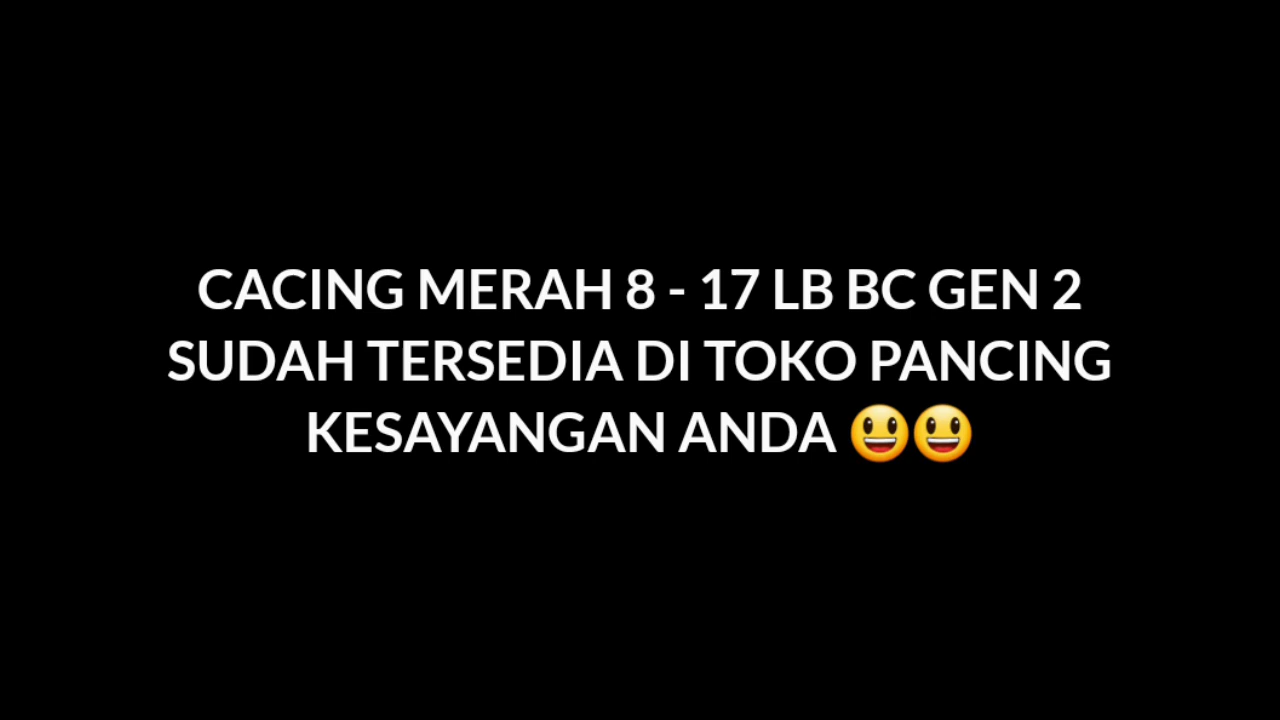 CACING MERAH 8 - 17 LB BC GEN 2
SUDAH TERSEDIA DI TOKO PANCING
KESAYANGAN ANDA 😃😃